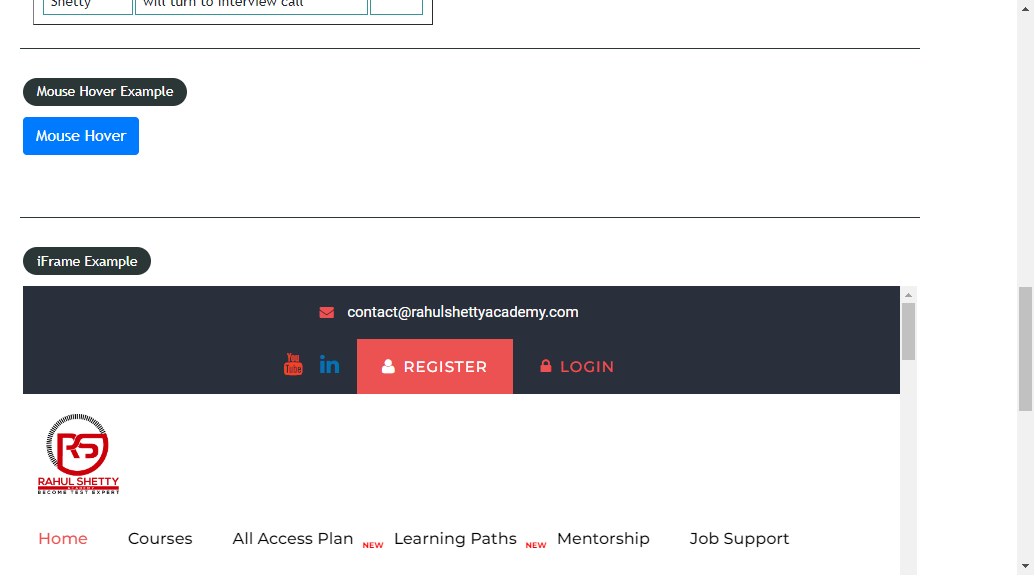 Shetty will turn to interview call
Mouse Hover Example
Mouse Hover
iFrame Example
contact@rahulshettyacademy.com
You Tube in REGISTER LOGIN
RS
RAHUL SHETTY
ACADEMY
BECOME TEST EXPERT
Home Courses All Access Plan NEW Learning Paths NEW Mentorship Job Support